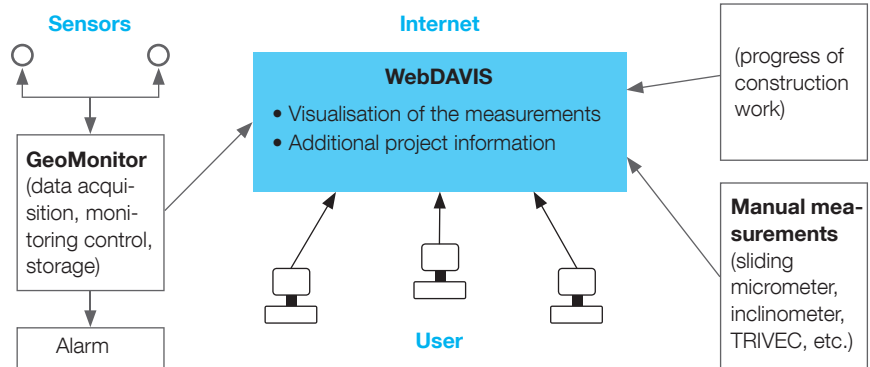 Sensors
Internet
WebDAVIS
• Visualisation of the measurements
• Additional project information
(progress of
construction
work)
GeoMonitor
(data acqui-
sition, moni-
toring control,
storage)
Alarm
Manual mea-
surements
(sliding
micrometer,
inclinometer,
TRIVEC, etc.)
User